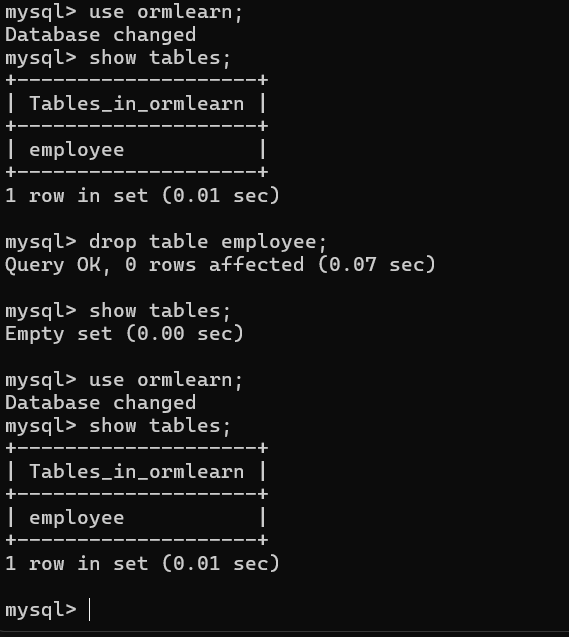 mysql> use ormlearn;
Database changed
mysql> show tables;
+--------------------+
| Tables_in_ormlearn |
+--------------------+
| employee           |
+--------------------+
1 row in set (0.01 sec)
mysql> drop table employee;
Query OK, 0 rows affected (0.07 sec)
mysql> show tables;
Empty set (0.00 sec)
mysql> use ormlearn;
Database changed
mysql> show tables;
+--------------------+
| Tables_in_ormlearn |
+--------------------+
| employee           |
+--------------------+
1 row in set (0.01 sec)
mysql>